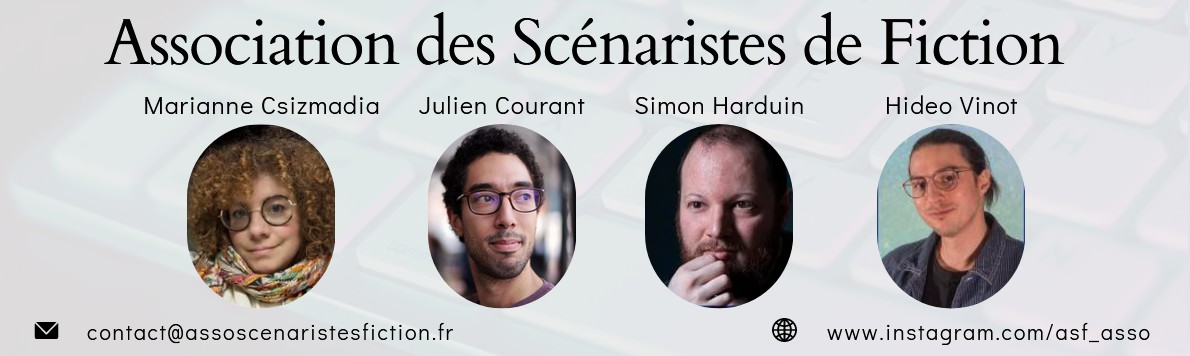 Association des Scénaristes de Fiction
Marianne Csizmadia Julien Courant Simon Harduin Hideo Vinot
contact@assoscenaristesfiction.fr www.instagram.com/asf_asso